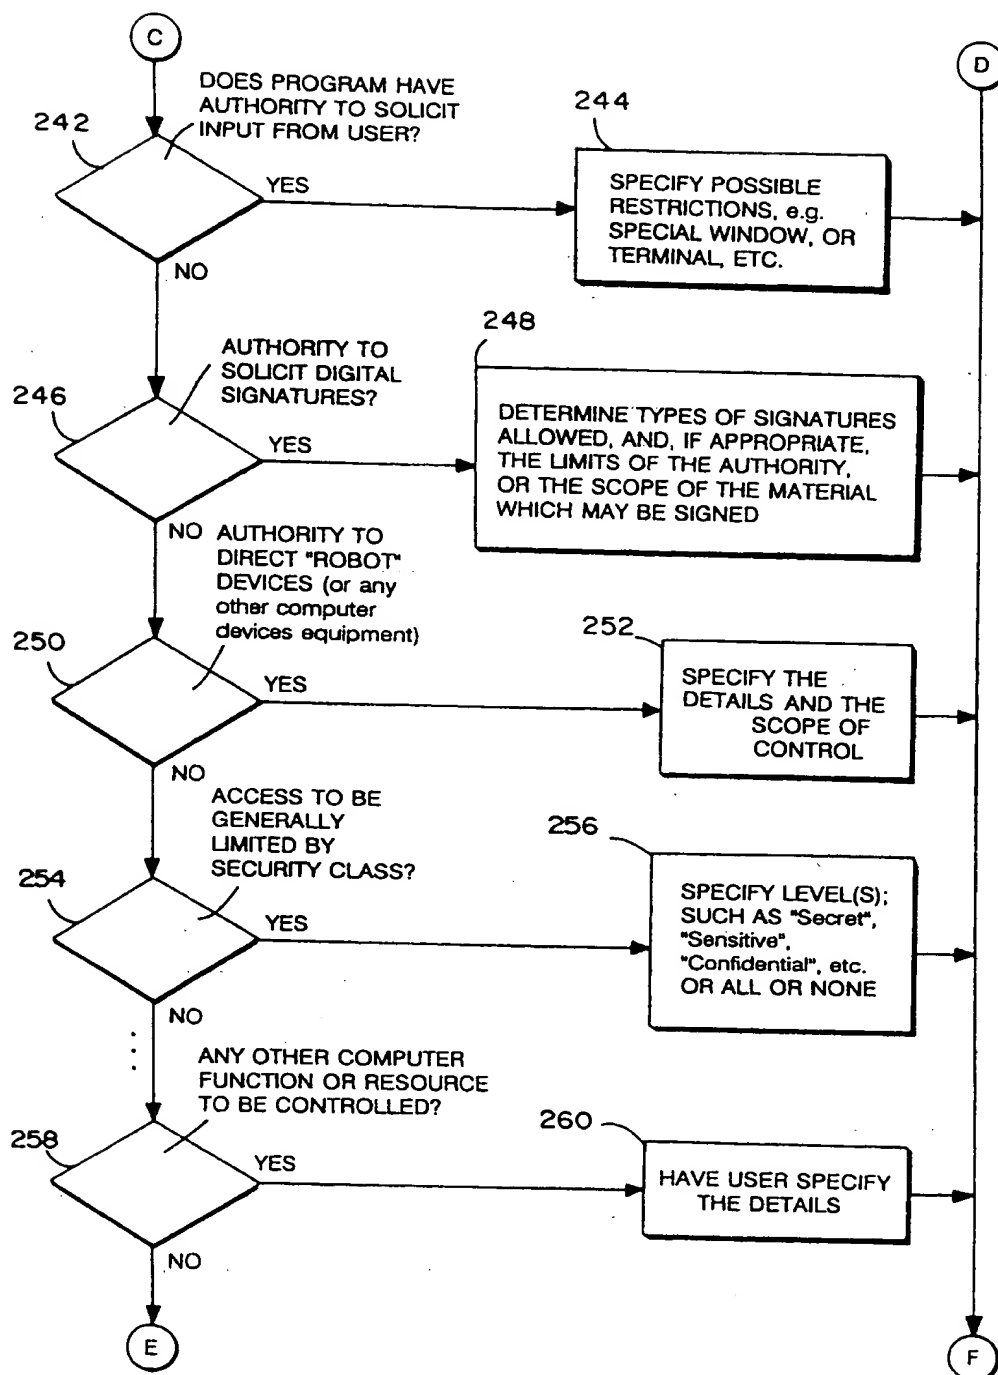 C
D
DOES PROGRAM HAVE
AUTHORITY TO SOLICIT
INPUT FROM USER?
242
YES
NO
244
SPECIFY POSSIBLE
RESTRICTIONS, e.g.
SPECIAL WINDOW, OR
TERMINAL, ETC.
AUTHORITY TO
SOLICIT DIGITAL
SIGNATURES?
246
YES
NO
248
DETERMINE TYPES OF SIGNATURES
ALLOWED, AND, IF APPROPRIATE,
THE LIMITS OF THE AUTHORITY,
OR THE SCOPE OF THE MATERIAL
WHICH MAY BE SIGNED
AUTHORITY TO
DIRECT "ROBOT"
DEVICES (or any
other computer
devices equipment)
250
YES
NO
252
SPECIFY THE
DETAILS AND THE
SCOPE OF
CONTROL
ACCESS TO BE
GENERALLY
LIMITED BY
SECURITY CLASS?
254
YES
NO
256
SPECIFY LEVEL(S);
SUCH AS "Secret",
"Sensitive",
"Confidential", etc.
OR ALL OR NONE
ANY OTHER COMPUTER
FUNCTION OR RESOURCE
TO BE CONTROLLED?
258
YES
NO
260
HAVE USER SPECIFY
THE DETAILS
E
F